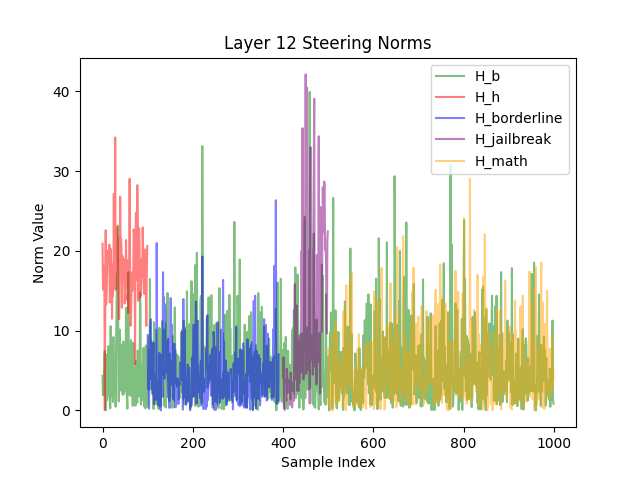 Layer 12 Steering Norms
H_b
H_h
H_borderline
H_jailbreak
H_math
Norm Value
40
30
20
10
0
0
200
400
600
800
1000
Sample Index